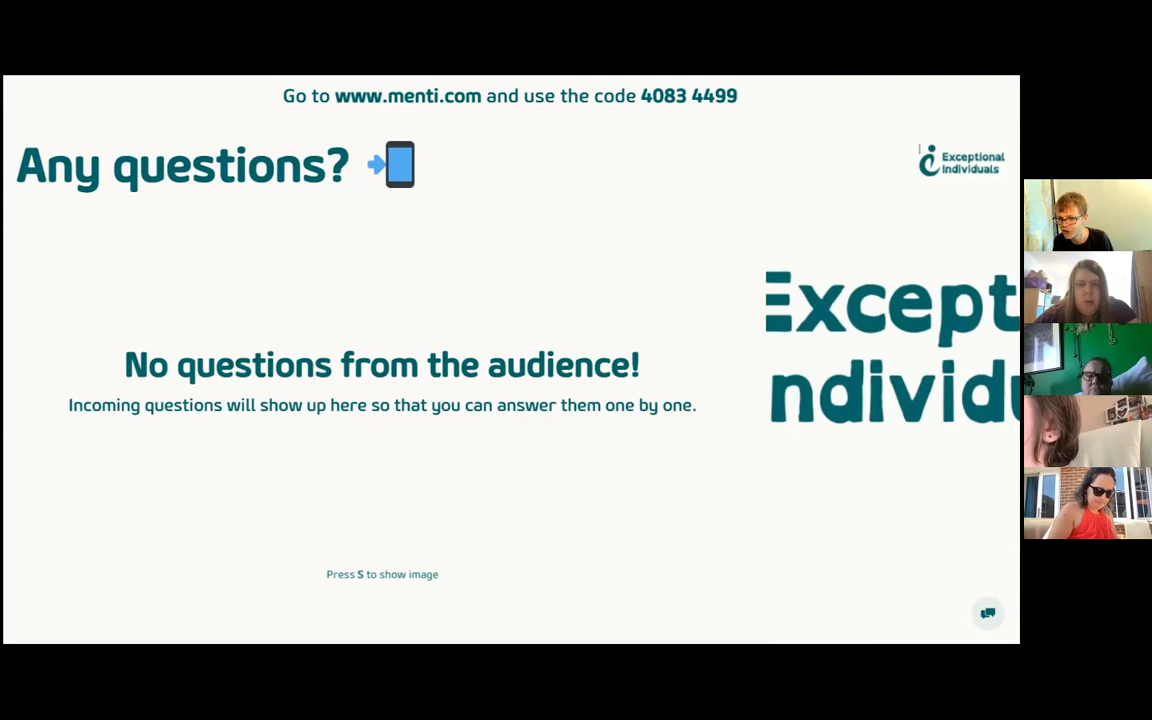 Go to www.menti.com and use the code 4083 4499
Any questions?
Exceptional
Individuals
Except
ndividu
No questions from the audience!
Incoming questions will show up here so that you can answer them one by one.
Press S to show image